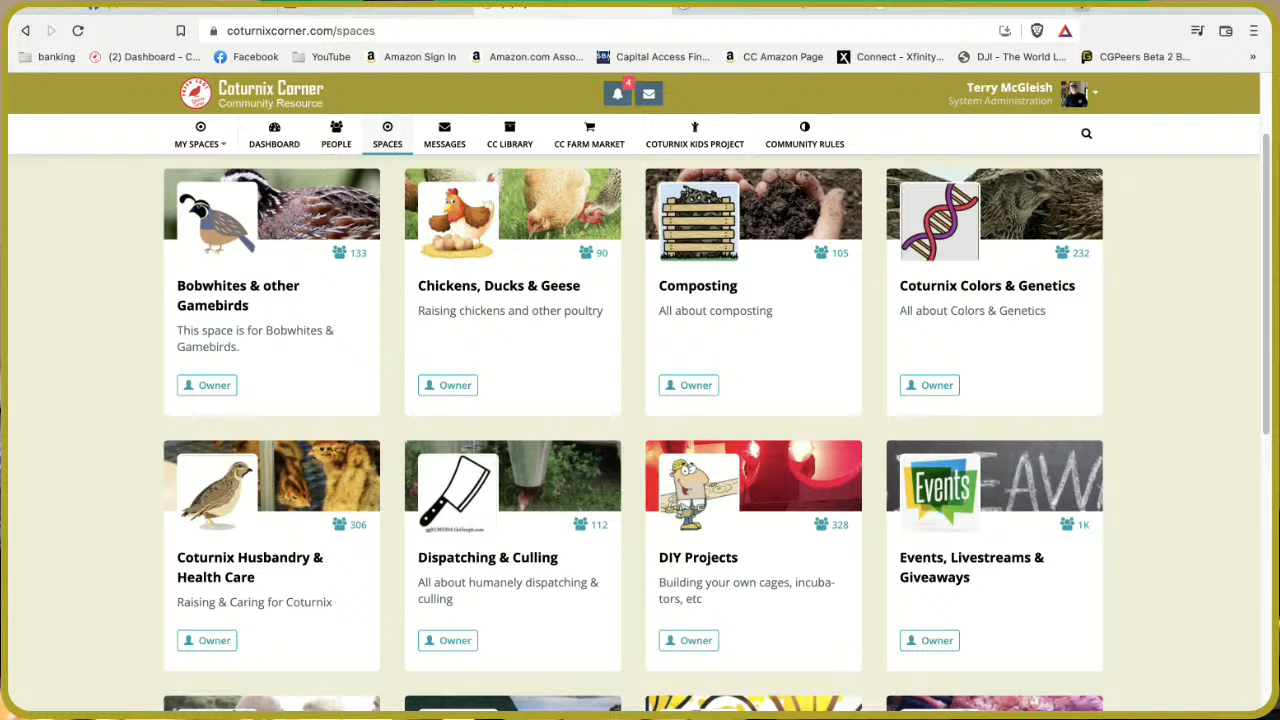 coturnixcorner.com/spaces
banking
(2) Dashboard - C...
Facebook
YouTube
Amazon Sign In
Amazon.com Asso...
Capital Access Fin...
CC Amazon Page
Connect - Xfinity...
DJI - The World L...
CGPeers Beta 2 B...
»
Coturnix Corner
Community Resource
4
Terry McGleish
System Administration
MY SPACES
DASHBOARD
PEOPLE
SPACES
MESSAGES
CC LIBRARY
CC FARM MARKET
COTURNIX KIDS PROJECT
COMMUNITY RULES
133
Bobwhites & other
Gamebirds
This space is for Bobwhites &
Gamebirds.
Owner
90
Chickens, Ducks & Geese
Raising chickens and other poultry
Owner
105
Composting
All about composting
Owner
232
Coturnix Colors & Genetics
All about Colors & Genetics
Owner
306
Coturnix Husbandry &
Health Care
Raising & Caring for Coturnix
Owner
112
Dispatching & Culling
All about humanely dispatching &
culling
Owner
328
DIY Projects
Building your own cages, incuba-
tors, etc
Owner
Events
EAW
1K
Events, Livestreams &
Giveaways
Owner